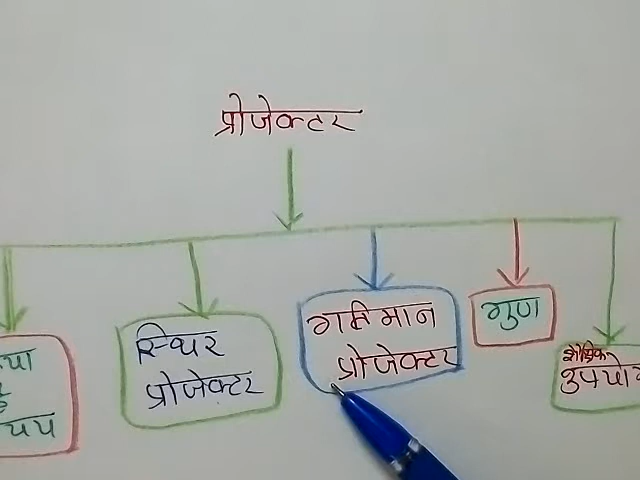 प्रोजेक्टर
स्थिर
प्रोजेक्टर
गतिमान
प्रोजेक्टर
गुण
शैक्षिक